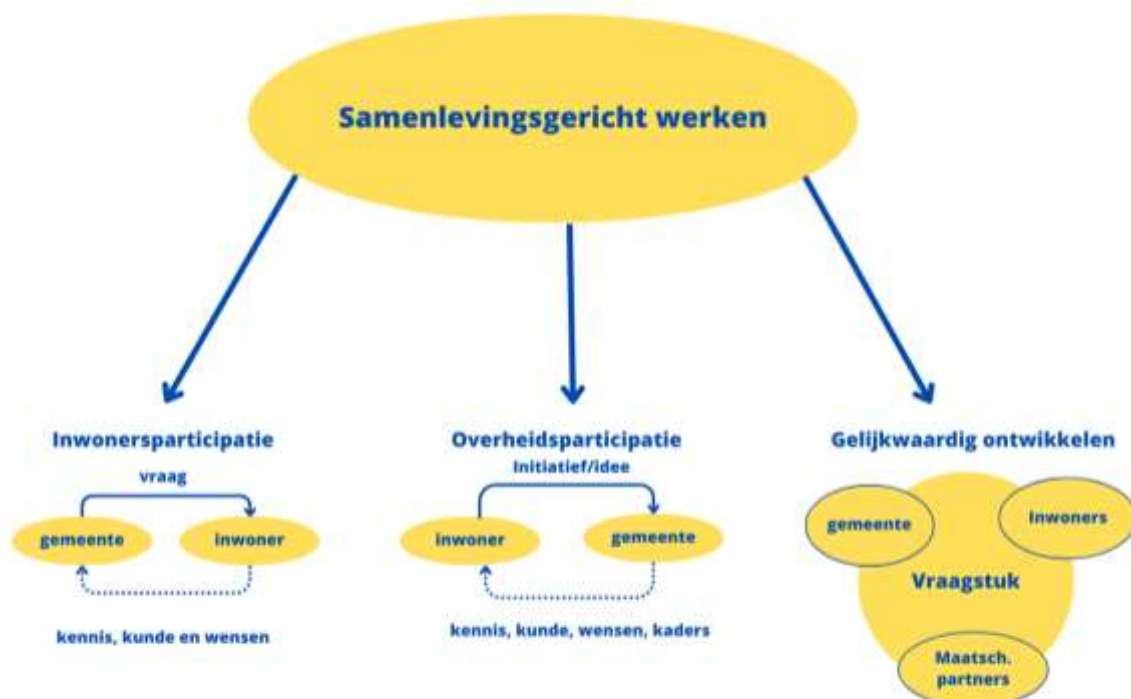 Samenlevingsgericht werken
Inwonersparticipatie
vraag
gemeente
inwoner
kennis, kunde en wensen
Overheidsparticipatie
Initiatief/idee
inwoner
gemeente
kennis, kunde, wensen, kaders
Gelijkwaardig ontwikkelen
gemeente
Inwoners
Vraagstuk
Maatsch.
partners